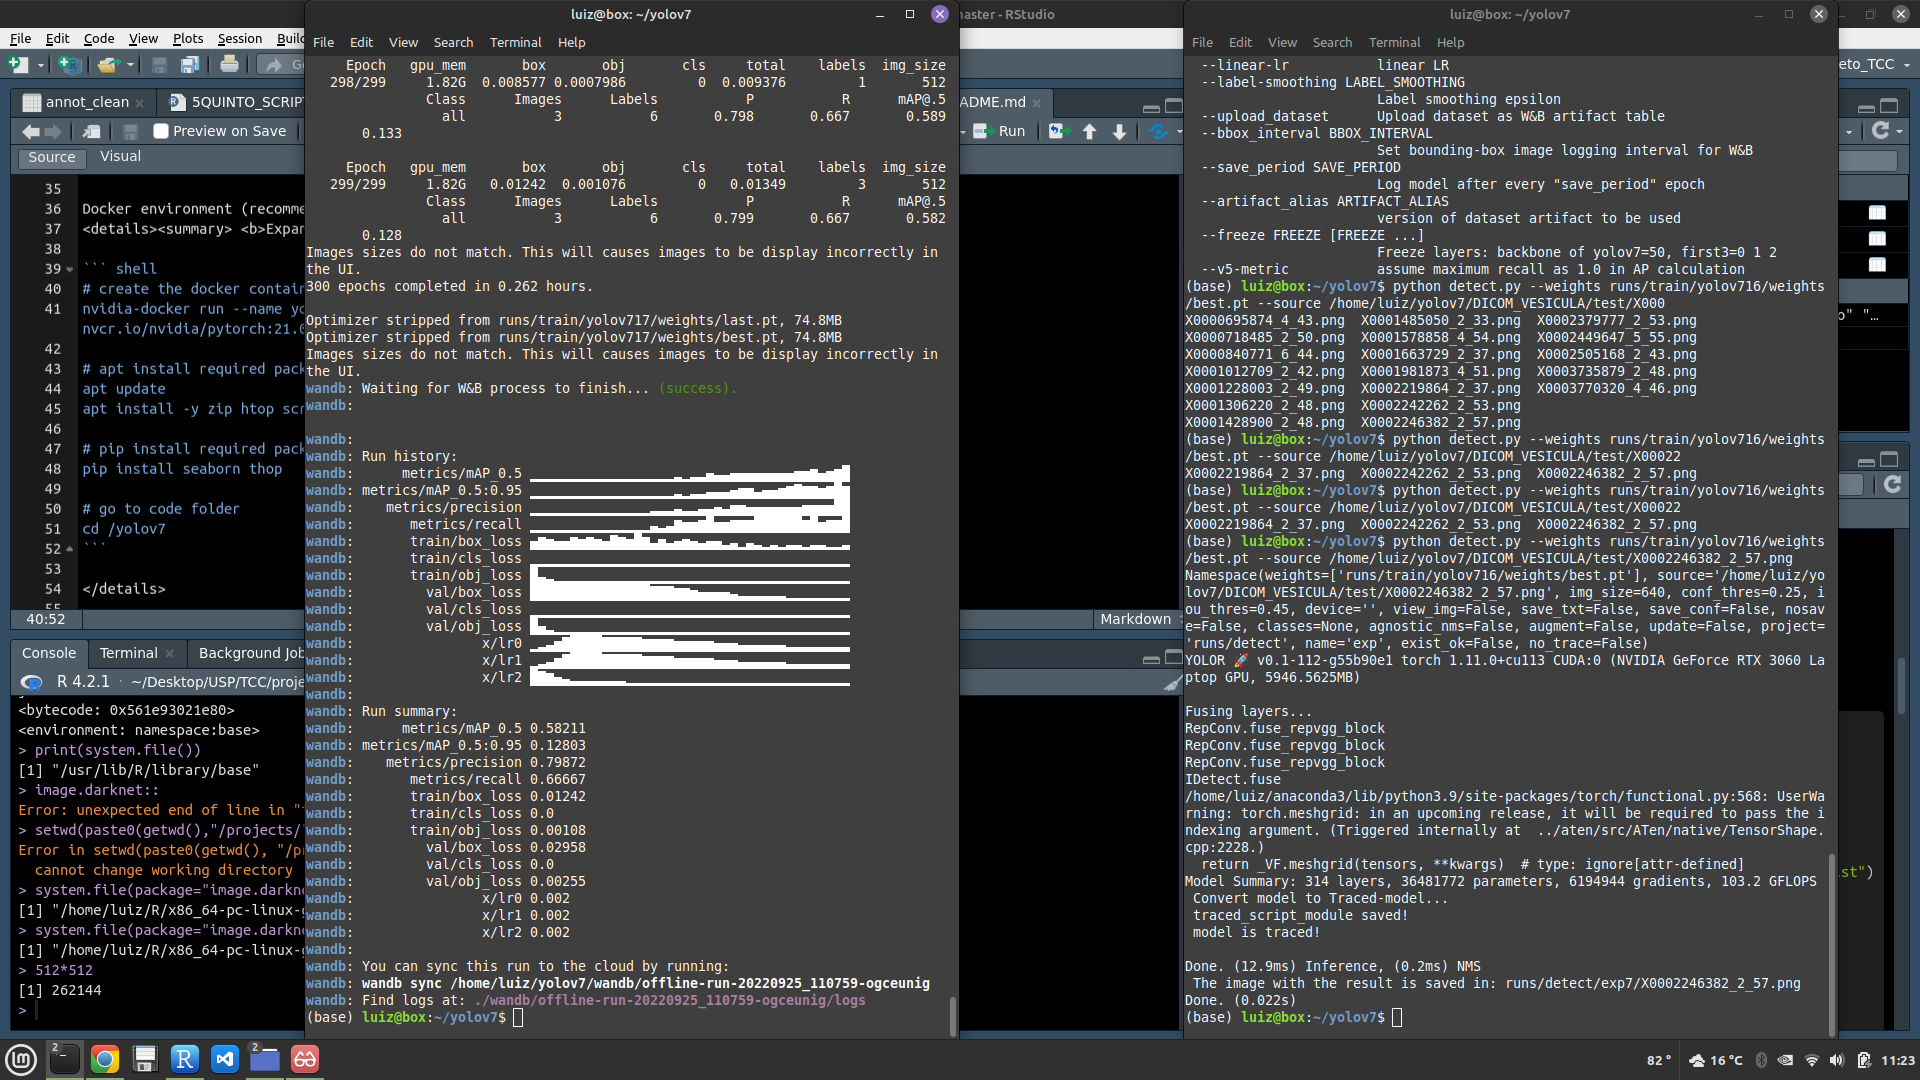 luiz@box: ~/yolov7
master - RStudio
luiz@box: ~/yolov7
File Edit Code View Plots Session Build
eto_TCC
annot_clean
5QUINTO_SCRIPT
ADME.md
Preview on Save
Run
Source Visual
35
36 Docker environment (recomme
37 <details><summary> <b>Expan
38
39 ``` shell
40 # create the docker contain
41 nvidia-docker run --name yo
nvcr.io/nvidia/pytorch:21.0
42
43 # apt install required pack
44 apt update
45 apt install -y zip htop scr
46
47 # pip install required pack
48 pip install seaborn thop
49
50 # go to code folder
51 cd /yolov7
52 ```
53
54 </details>
55
40:52
Markdown
Console Terminal Background Job
R 4.2.1 · ~/Desktop/USP/TCC/proje
<bytecode: 0x561e93021e80>
<environment: namespace:base>
> print(system.file())
[1] "/usr/lib/R/library/base"
> image.darknet::
Error: unexpected end of line in "
> setwd(paste0(getwd(),"/projects/
Error in setwd(paste0(getwd(), "/pr
cannot change working directory
> system.file(package="image.darkne
[1] "/home/luiz/R/x86_64-pc-linux-g
> system.file(package="image.darkne
[1] "/home/luiz/R/x86_64-pc-linux-g
> 512*512
[1] 262144
>
File Edit View Search Terminal Help
Epoch gpu_mem box obj cls total labels img_size
298/299 1.82G 0.008577 0.0007986 0 0.009376 1 512
Class Images Labels P R mAP@.5
all 3 6 0.798 0.667 0.589
0.133
Epoch gpu_mem box obj cls total labels img_size
299/299 1.82G 0.01242 0.001076 0 0.01349 3 512
Class Images Labels P R mAP@.5
all 3 6 0.799 0.667 0.582
0.128
Images sizes do not match. This will causes images to be display incorrectly in
the UI.
300 epochs completed in 0.262 hours.
Optimizer stripped from runs/train/yolov717/weights/last.pt, 74.8MB
Optimizer stripped from runs/train/yolov717/weights/best.pt, 74.8MB
Images sizes do not match. This will causes images to be display incorrectly in
the UI.
wandb: Waiting for W&B process to finish... (success).
wandb:
wandb:
wandb: Run history:
wandb: metrics/mAP_0.5
wandb: metrics/mAP_0.5:0.95
wandb: metrics/precision
wandb: metrics/recall
wandb: train/box_loss
wandb: train/cls_loss
wandb: train/obj_loss
wandb: val/box_loss
wandb: val/cls_loss
wandb: val/obj_loss
wandb: x/lr0
wandb: x/lr1
wandb: x/lr2
wandb:
wandb: Run summary:
wandb: metrics/mAP_0.5 0.58211
wandb: metrics/mAP_0.5:0.95 0.12803
wandb: metrics/precision 0.79872
wandb: metrics/recall 0.66667
wandb: train/box_loss 0.01242
wandb: train/cls_loss 0.0
wandb: train/obj_loss 0.00108
wandb: val/box_loss 0.02958
wandb: val/cls_loss 0.0
wandb: val/obj_loss 0.00255
wandb: x/lr0 0.002
wandb: x/lr1 0.002
wandb: x/lr2 0.002
wandb:
wandb: You can sync this run to the cloud by running:
wandb: wandb sync /home/luiz/yolov7/wandb/offline-run-20220925_110759-ogceunig
wandb: Find logs at: ./wandb/offline-run-20220925_110759-ogceunig/logs
(base) luiz@box:~/yolov7$
File Edit View Search Terminal Help
--linear-lr linear LR
--label-smoothing LABEL_SMOOTHING
Label smoothing epsilon
--upload_dataset Upload dataset as W&B artifact table
--bbox_interval BBOX_INTERVAL
Set bounding-box image logging interval for W&B
--save_period SAVE_PERIOD
Log model after every "save_period" epoch
--artifact_alias ARTIFACT_ALIAS
version of dataset artifact to be used
--freeze FREEZE [FREEZE ...]
Freeze layers: backbone of yolov7=50, first3=0 1 2
--v5-metric assume maximum recall as 1.0 in AP calculation
(base) luiz@box:~/yolov7$ python detect.py --weights runs/train/yolov716/weights
/best.pt --source /home/luiz/yolov7/DICOM_VESICULA/test/X000
X0000695874_4_43.png X0001485050_2_33.png X0002379777_2_53.png
X0000718485_2_50.png X0001578858_4_54.png X0002449647_5_55.png
X0000840771_6_44.png X0001663729_2_37.png X0002505168_2_43.png
X0001012709_2_42.png X0001981873_4_51.png X0003735879_2_48.png
X0001228003_2_49.png X0002219864_2_37.png X0003770320_4_46.png
X0001306220_2_48.png X0002242262_2_53.png
X0001428900_2_48.png X0002246382_2_57.png
(base) luiz@box:~/yolov7$ python detect.py --weights runs/train/yolov716/weights
/best.pt --source /home/luiz/yolov7/DICOM_VESICULA/test/X00022
X0002219864_2_37.png X0002242262_2_53.png X0002246382_2_57.png
(base) luiz@box:~/yolov7$ python detect.py --weights runs/train/yolov716/weights
/best.pt --source /home/luiz/yolov7/DICOM_VESICULA/test/X00022
X0002219864_2_37.png X0002242262_2_53.png X0002246382_2_57.png
(base) luiz@box:~/yolov7$ python detect.py --weights runs/train/yolov716/weights
/best.pt --source /home/luiz/yolov7/DICOM_VESICULA/test/X0002246382_2_57.png
Namespace(weights=['runs/train/yolov716/weights/best.pt'], source='/home/luiz/yo
lov7/DICOM_VESICULA/test/X0002246382_2_57.png', img_size=640, conf_thres=0.25, i
ou_thres=0.45, device='', view_img=False, save_txt=False, save_conf=False, nosav
e=False, classes=None, agnostic_nms=False, augment=False, update=False, project=
'runs/detect', name='exp', exist_ok=False, no_trace=False)
YOLOR 🚀 v0.1-112-g55b90e1 torch 1.11.0+cu113 CUDA:0 (NVIDIA GeForce RTX 3060 La
ptop GPU, 5946.5625MB)
Fusing layers...
RepConv.fuse_repvgg_block
RepConv.fuse_repvgg_block
RepConv.fuse_repvgg_block
IDetect.fuse
/home/luiz/anaconda3/lib/python3.9/site-packages/torch/functional.py:568: UserWa
rning: torch.meshgrid: in an upcoming release, it will be required to pass the i
ndexing argument. (Triggered internally at ../aten/src/ATen/native/TensorShape.
cpp:2228.)
return _VF.meshgrid(tensors, **kwargs) # type: ignore[attr-defined]
Model Summary: 314 layers, 36481772 parameters, 6194944 gradients, 103.2 GFLOPS
Convert model to Traced-model...
traced_script_module saved!
model is traced!
Done. (12.9ms) Inference, (0.2ms) NMS
The image with the result is saved in: runs/detect/exp7/X0002246382_2_57.png
Done. (0.022s)
(base) luiz@box:~/yolov7$
o" "…
st")
2
2
82 °
16 °C
11:23